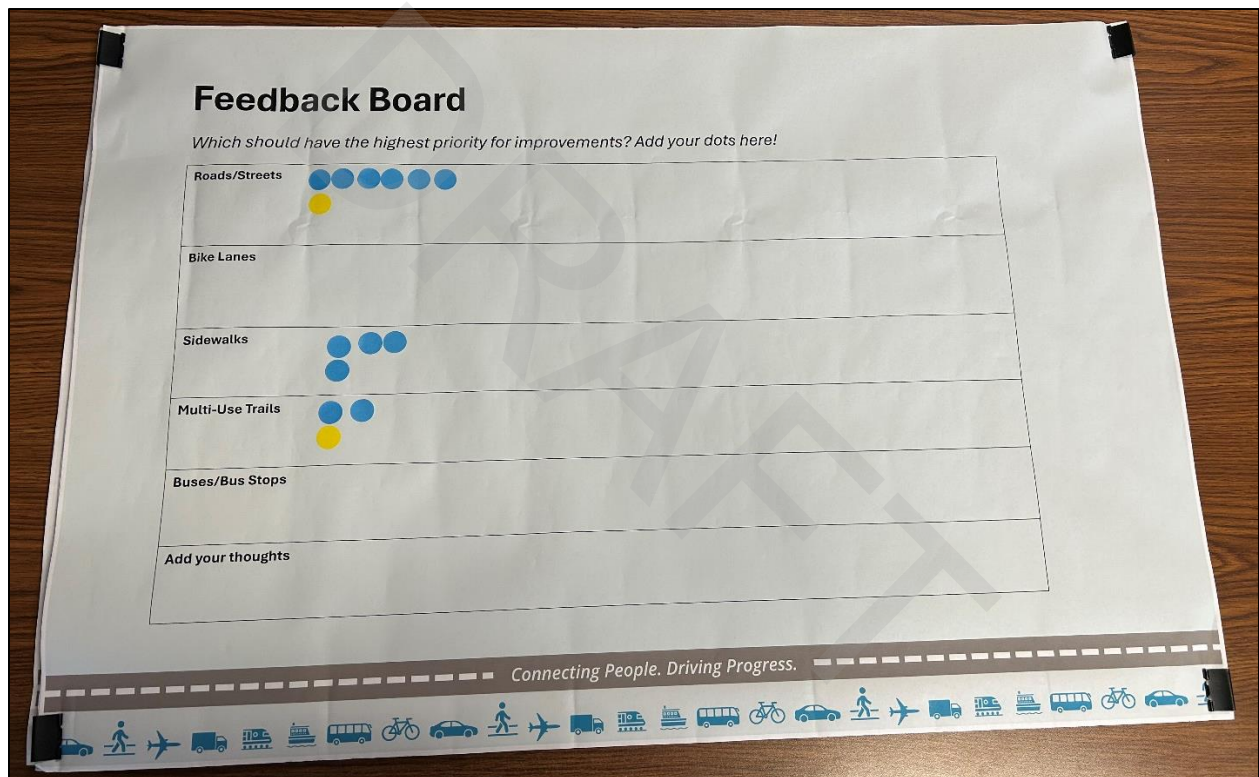 Feedback Board
Which should have the highest priority for improvements? Add your dots here!
Roads/Streets
Bike Lanes
Sidewalks
Multi-Use Trails
Buses/Bus Stops
Add your thoughts
Connecting People. Driving Progress.
DRAFT